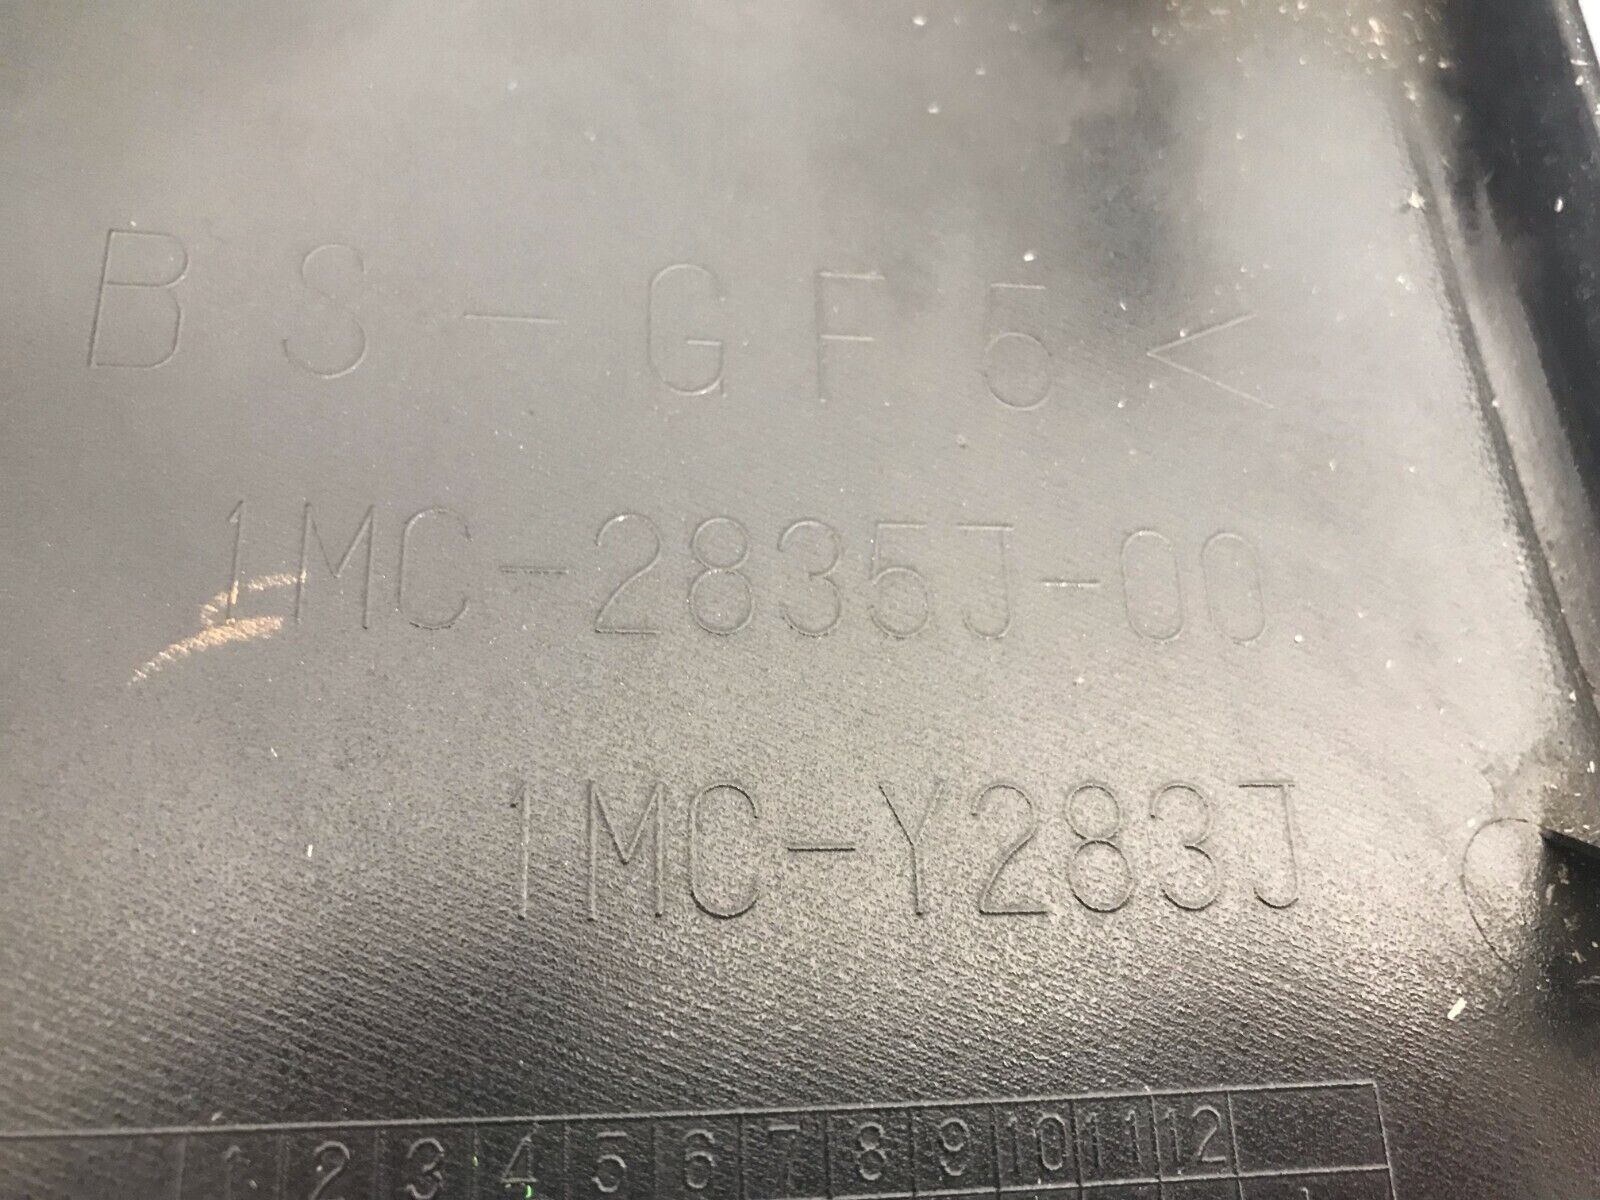 BS-GF5<
1MC-2835J-00
1MC-Y283J
1 2 3 4 5 6 7 8 9 10 11 12